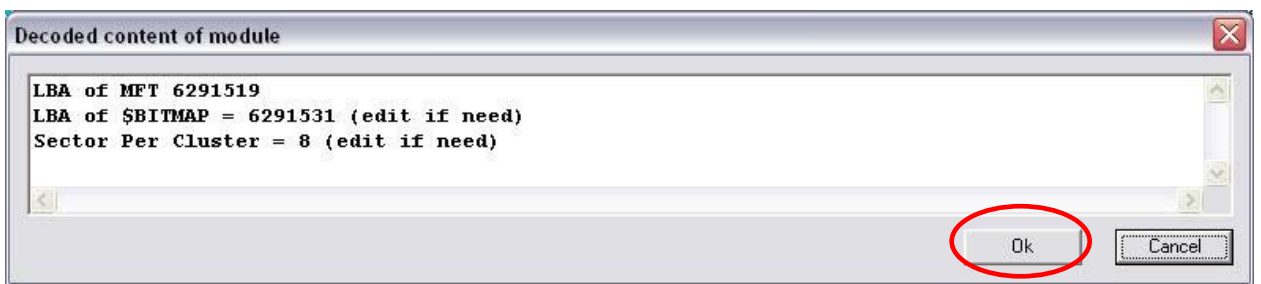 Decoded content of module
LBA of MFT 6291519
LBA of $BITMAP = 6291531 (edit if need)
Sector Per Cluster = 8 (edit if need)
Ok Cancel